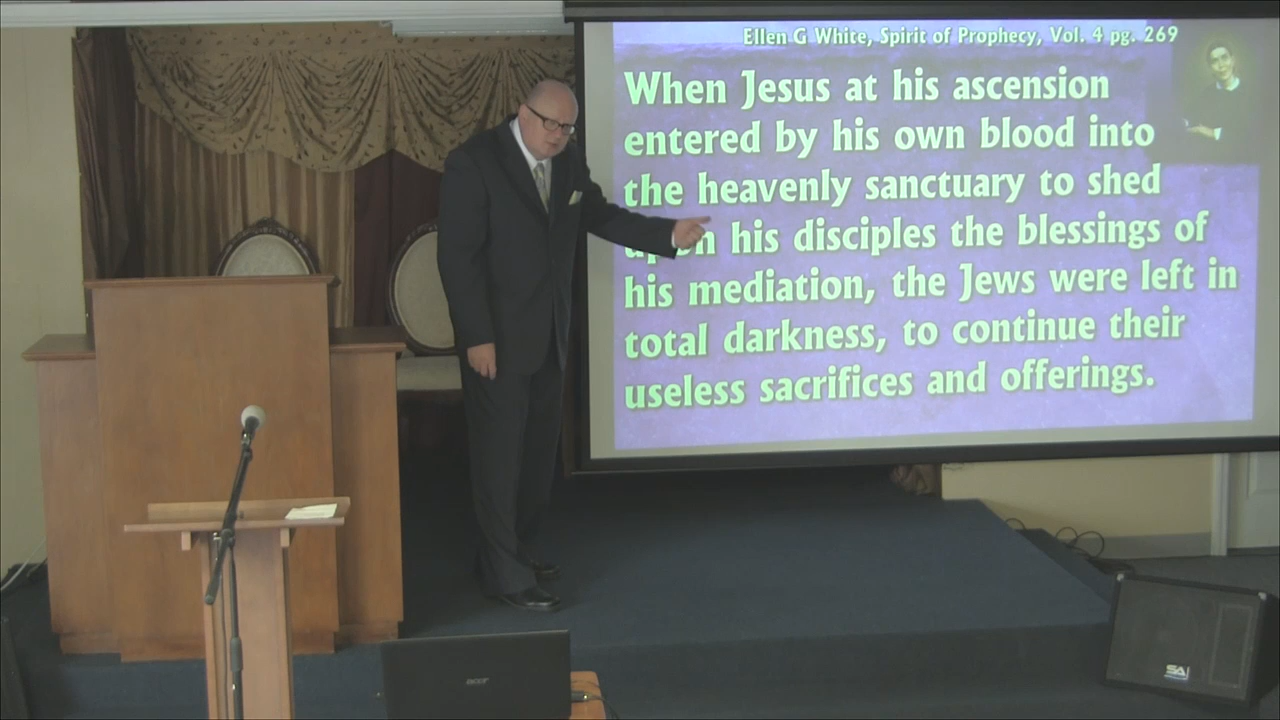 Ellen G White, Spirit of Prophecy, Vol. 4 pg. 269
When Jesus at his ascension
entered by his own blood into
the heavenly sanctuary to shed
upon his disciples the blessings of
his mediation, the Jews were left in
total darkness, to continue their
useless sacrifices and offerings.
acer
SA